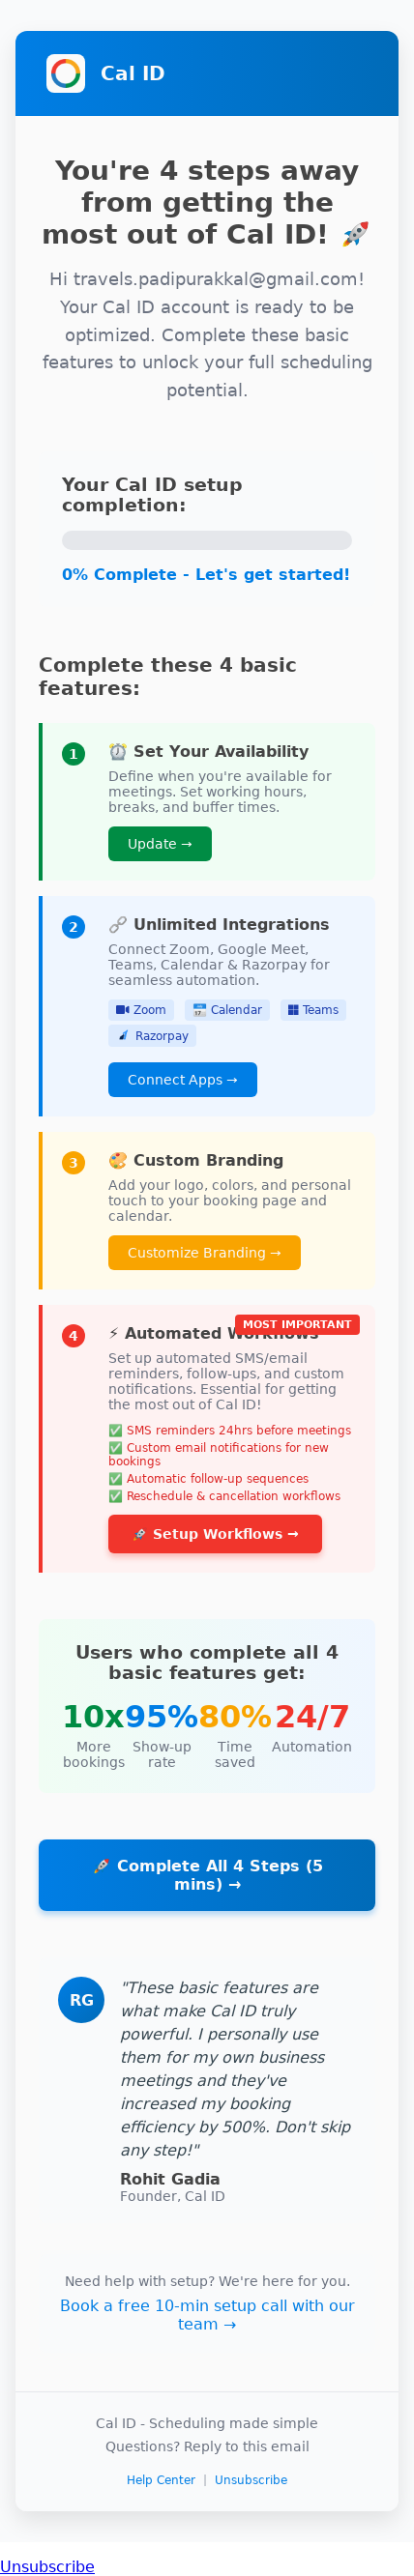 Cal ID
You're 4 steps away
from getting the
most out of Cal ID! 🚀
Hi travels.padipurakkal@gmail.com!
Your Cal ID account is ready to be
optimized. Complete these basic
features to unlock your full scheduling
potential.
Your Cal ID setup
completion:
0% Complete - Let's get started!
Complete these 4 basic
features:
1
⏰ Set Your Availability
Define when you're available for
meetings. Set working hours,
breaks, and buffer times.
Update →
2
🔗 Unlimited Integrations
Connect Zoom, Google Meet,
Teams, Calendar & Razorpay for
seamless automation.
Zoom
Calendar
Teams
Razorpay
Connect Apps →
3
🎨 Custom Branding
Add your logo, colors, and personal
touch to your booking page and
calendar.
Customize Branding →
MOST IMPORTANT
4
⚡ Automated Workflows
Set up automated SMS/email
reminders, follow-ups, and custom
notifications. Essential for getting
the most out of Cal ID!
✅ SMS reminders 24hrs before meetings
✅ Custom email notifications for new
bookings
✅ Automatic follow-up sequences
✅ Reschedule & cancellation workflows
🚀 Setup Workflows →
Users who complete all 4
basic features get:
10x 95% 80% 24/7
More bookings
Show-up rate
Time saved
Automation
🚀 Complete All 4 Steps (5
mins) →
RG
"These basic features are
what make Cal ID truly
powerful. I personally use
them for my own business
meetings and they've
increased my booking
efficiency by 500%. Don't skip
any step!"
Rohit Gadia
Founder, Cal ID
Need help with setup? We're here for you.
Book a free 10-min setup call with our
team →
Cal ID - Scheduling made simple
Questions? Reply to this email
Help Center | Unsubscribe
Unsubscribe